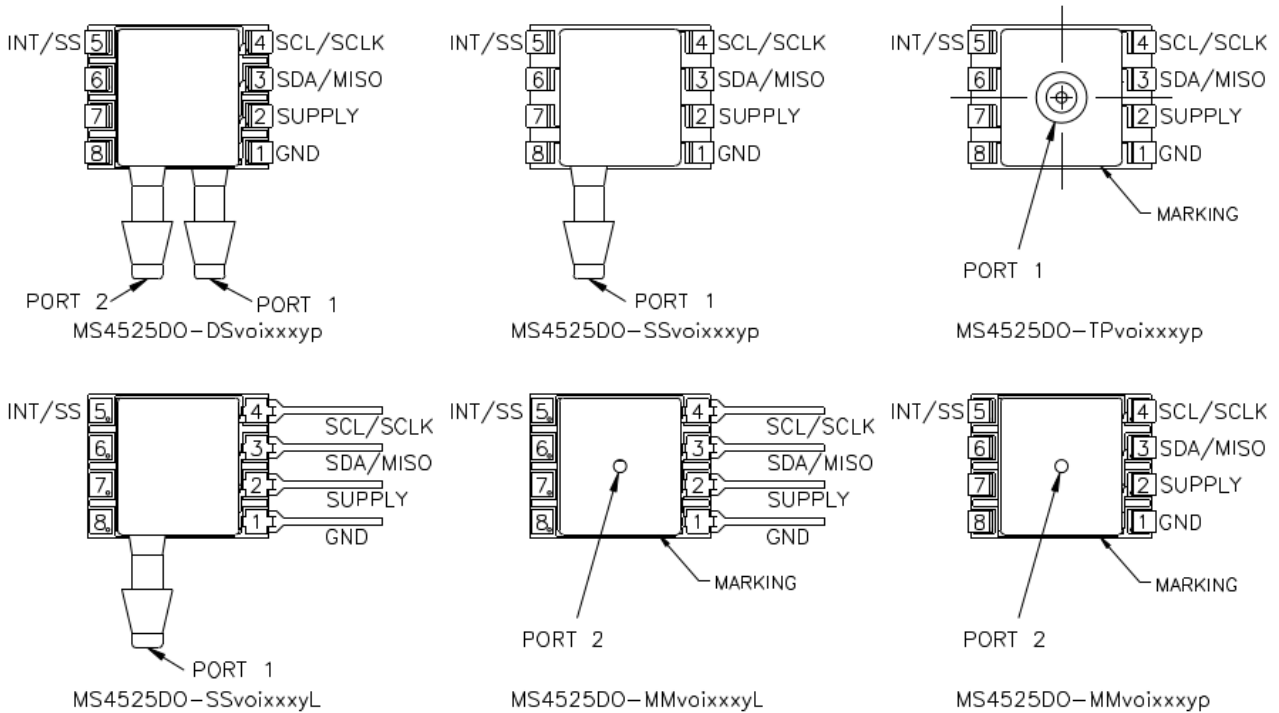 INT/SS 5 4 SCL/SCLK
6 3 SDA/MISO
7 2 SUPPLY
8 1 GND
PORT 2 PORT 1
MS4525DO-DSvoixxxyp
INT/SS 5 4 SCL/SCLK
6 3 SDA/MISO
7 2 SUPPLY
8 1 GND
PORT 1
MS4525DO-SSvoixxxyp
INT/SS 5 4 SCL/SCLK
6 3 SDA/MISO
7 2 SUPPLY
8 1 GND
MARKING
PORT 1
MS4525DO-TPvoixxxyp
INT/SS 5 4
SCL/SCLK
6 3
SDA/MISO
7 2
SUPPLY
8 1
GND
PORT 1
MS4525DO-SSvoixxxyL
INT/SS 5 4
SCL/SCLK
6 3
SDA/MISO
7 2
SUPPLY
8 1
GND
MARKING
PORT 2
MS4525DO-MMvoixxxyL
INT/SS 5 4 SCL/SCLK
6 3 SDA/MISO
7 2 SUPPLY
8 1 GND
MARKING
PORT 2
MS4525DO-MMvoixxxyp